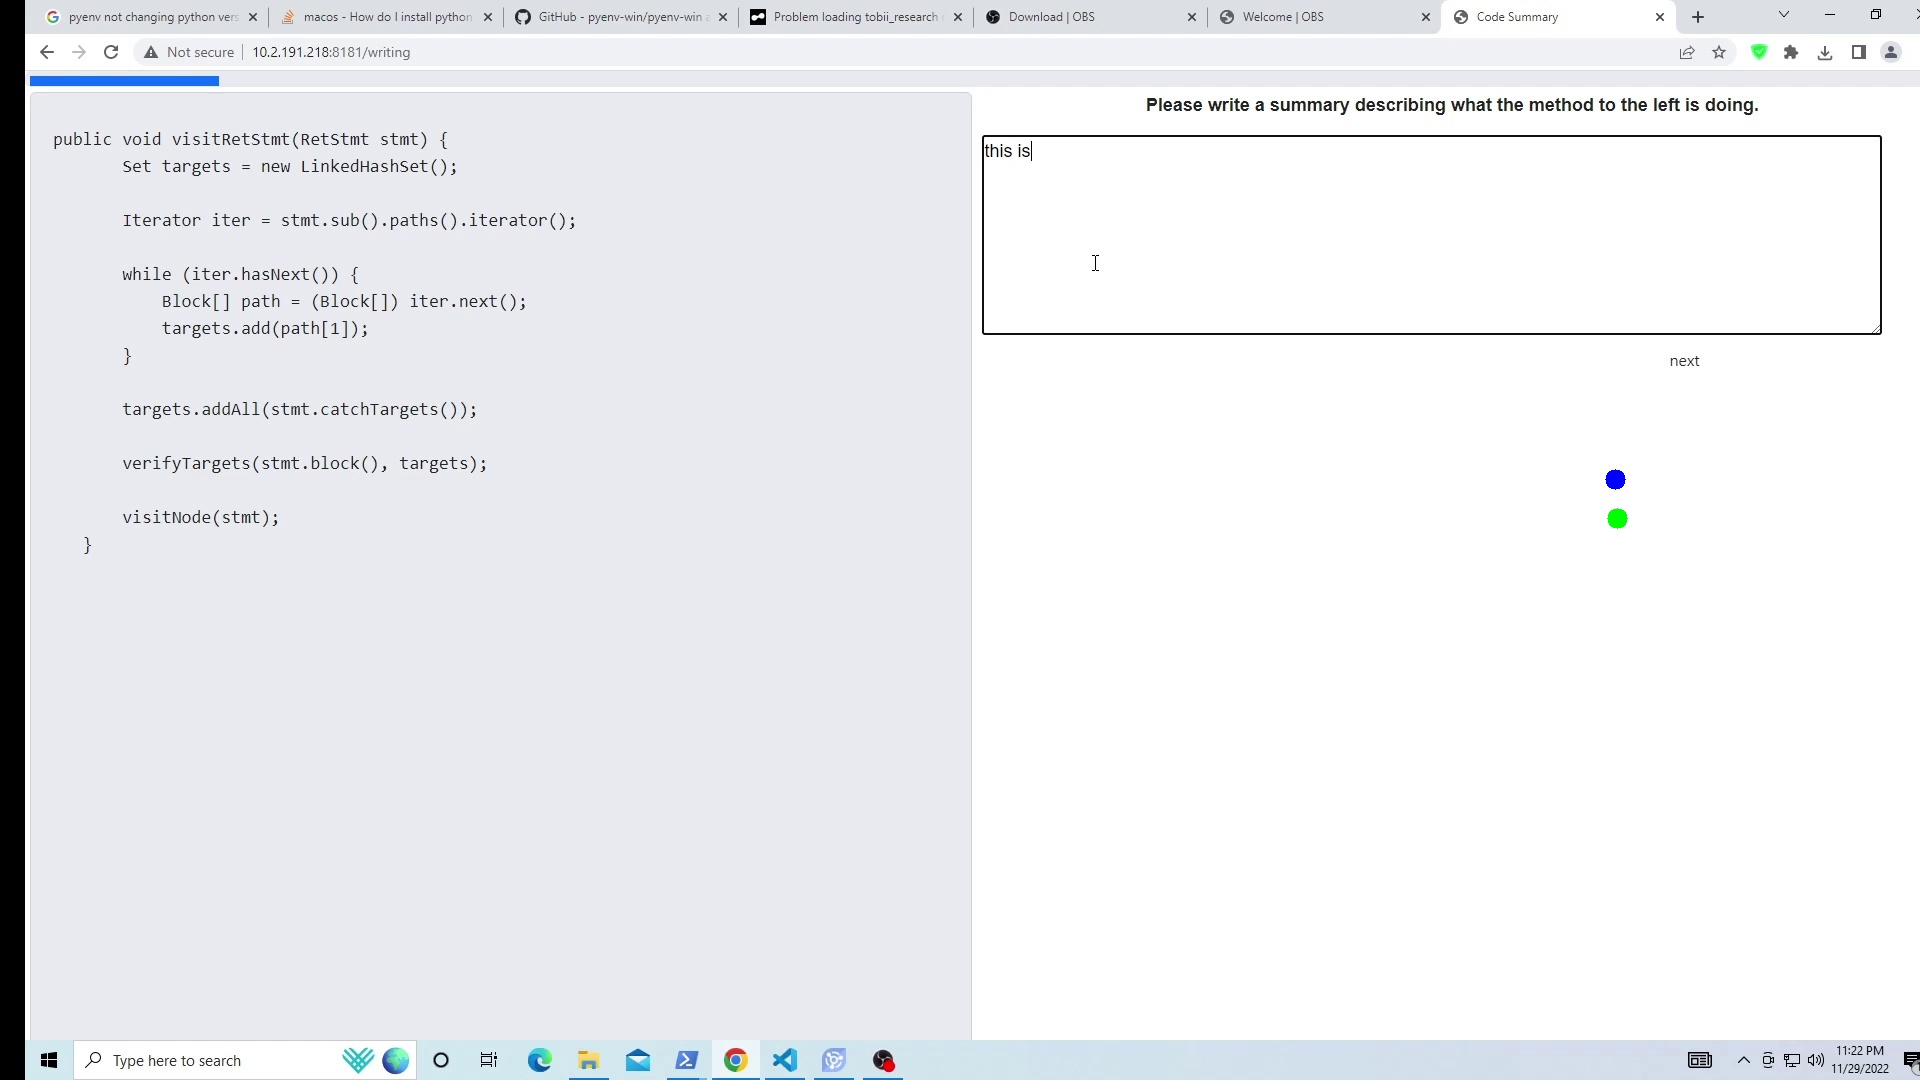 pyenv not changing python vers
macos - How do I install python
GitHub - pyenv-win/pyenv-win
Problem loading tobii_research
Download | OBS
Welcome | OBS
Code Summary
Not secure
10.2.191.218:8181/writing
public void visitRetStmt(RetStmt stmt) {
Set targets = new LinkedHashSet();
Iterator iter = stmt.sub().paths().iterator();
while (iter.hasNext()) {
Block[] path = (Block[]) iter.next();
targets.add(path[1]);
}
targets.addAll(stmt.catchTargets());
verifyTargets(stmt.block(), targets);
visitNode(stmt);
}
Please write a summary describing what the method to the left is doing.
this is
next
Type here to search
11:22 PM
11/29/2022